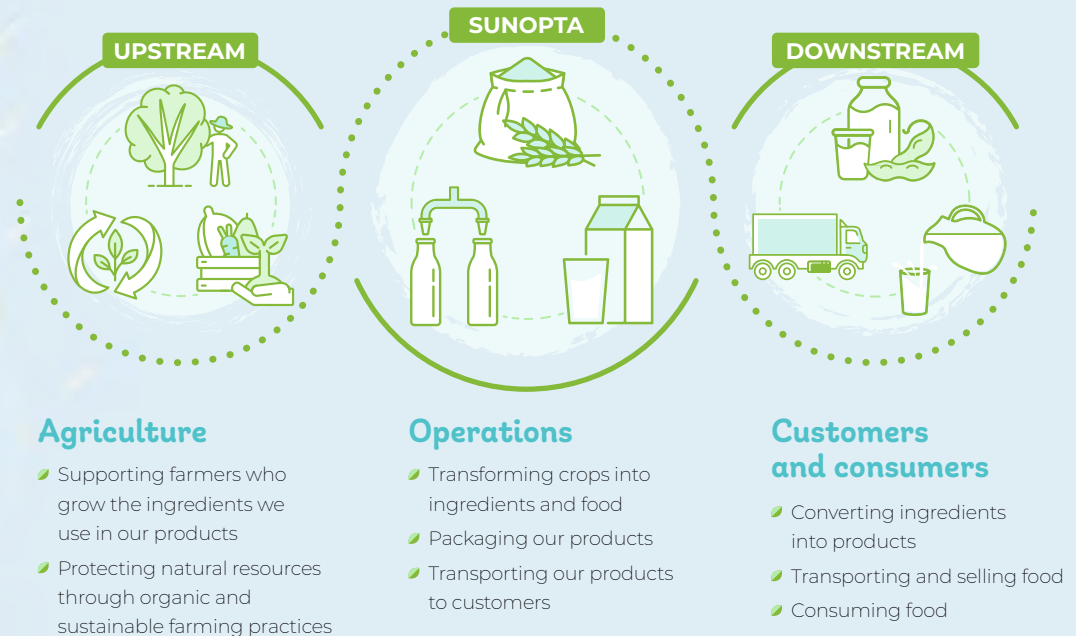 UPSTREAM
SUNOPTA
DOWNSTREAM
Agriculture
Supporting farmers who
grow the ingredients we
use in our products
Protecting natural resources
through organic and
sustainable farming practices
Operations
Transforming crops into
ingredients and food
Packaging our products
Transporting our products
to customers
Customers
and consumers
Converting ingredients
into products
Transporting and selling food
Consuming food